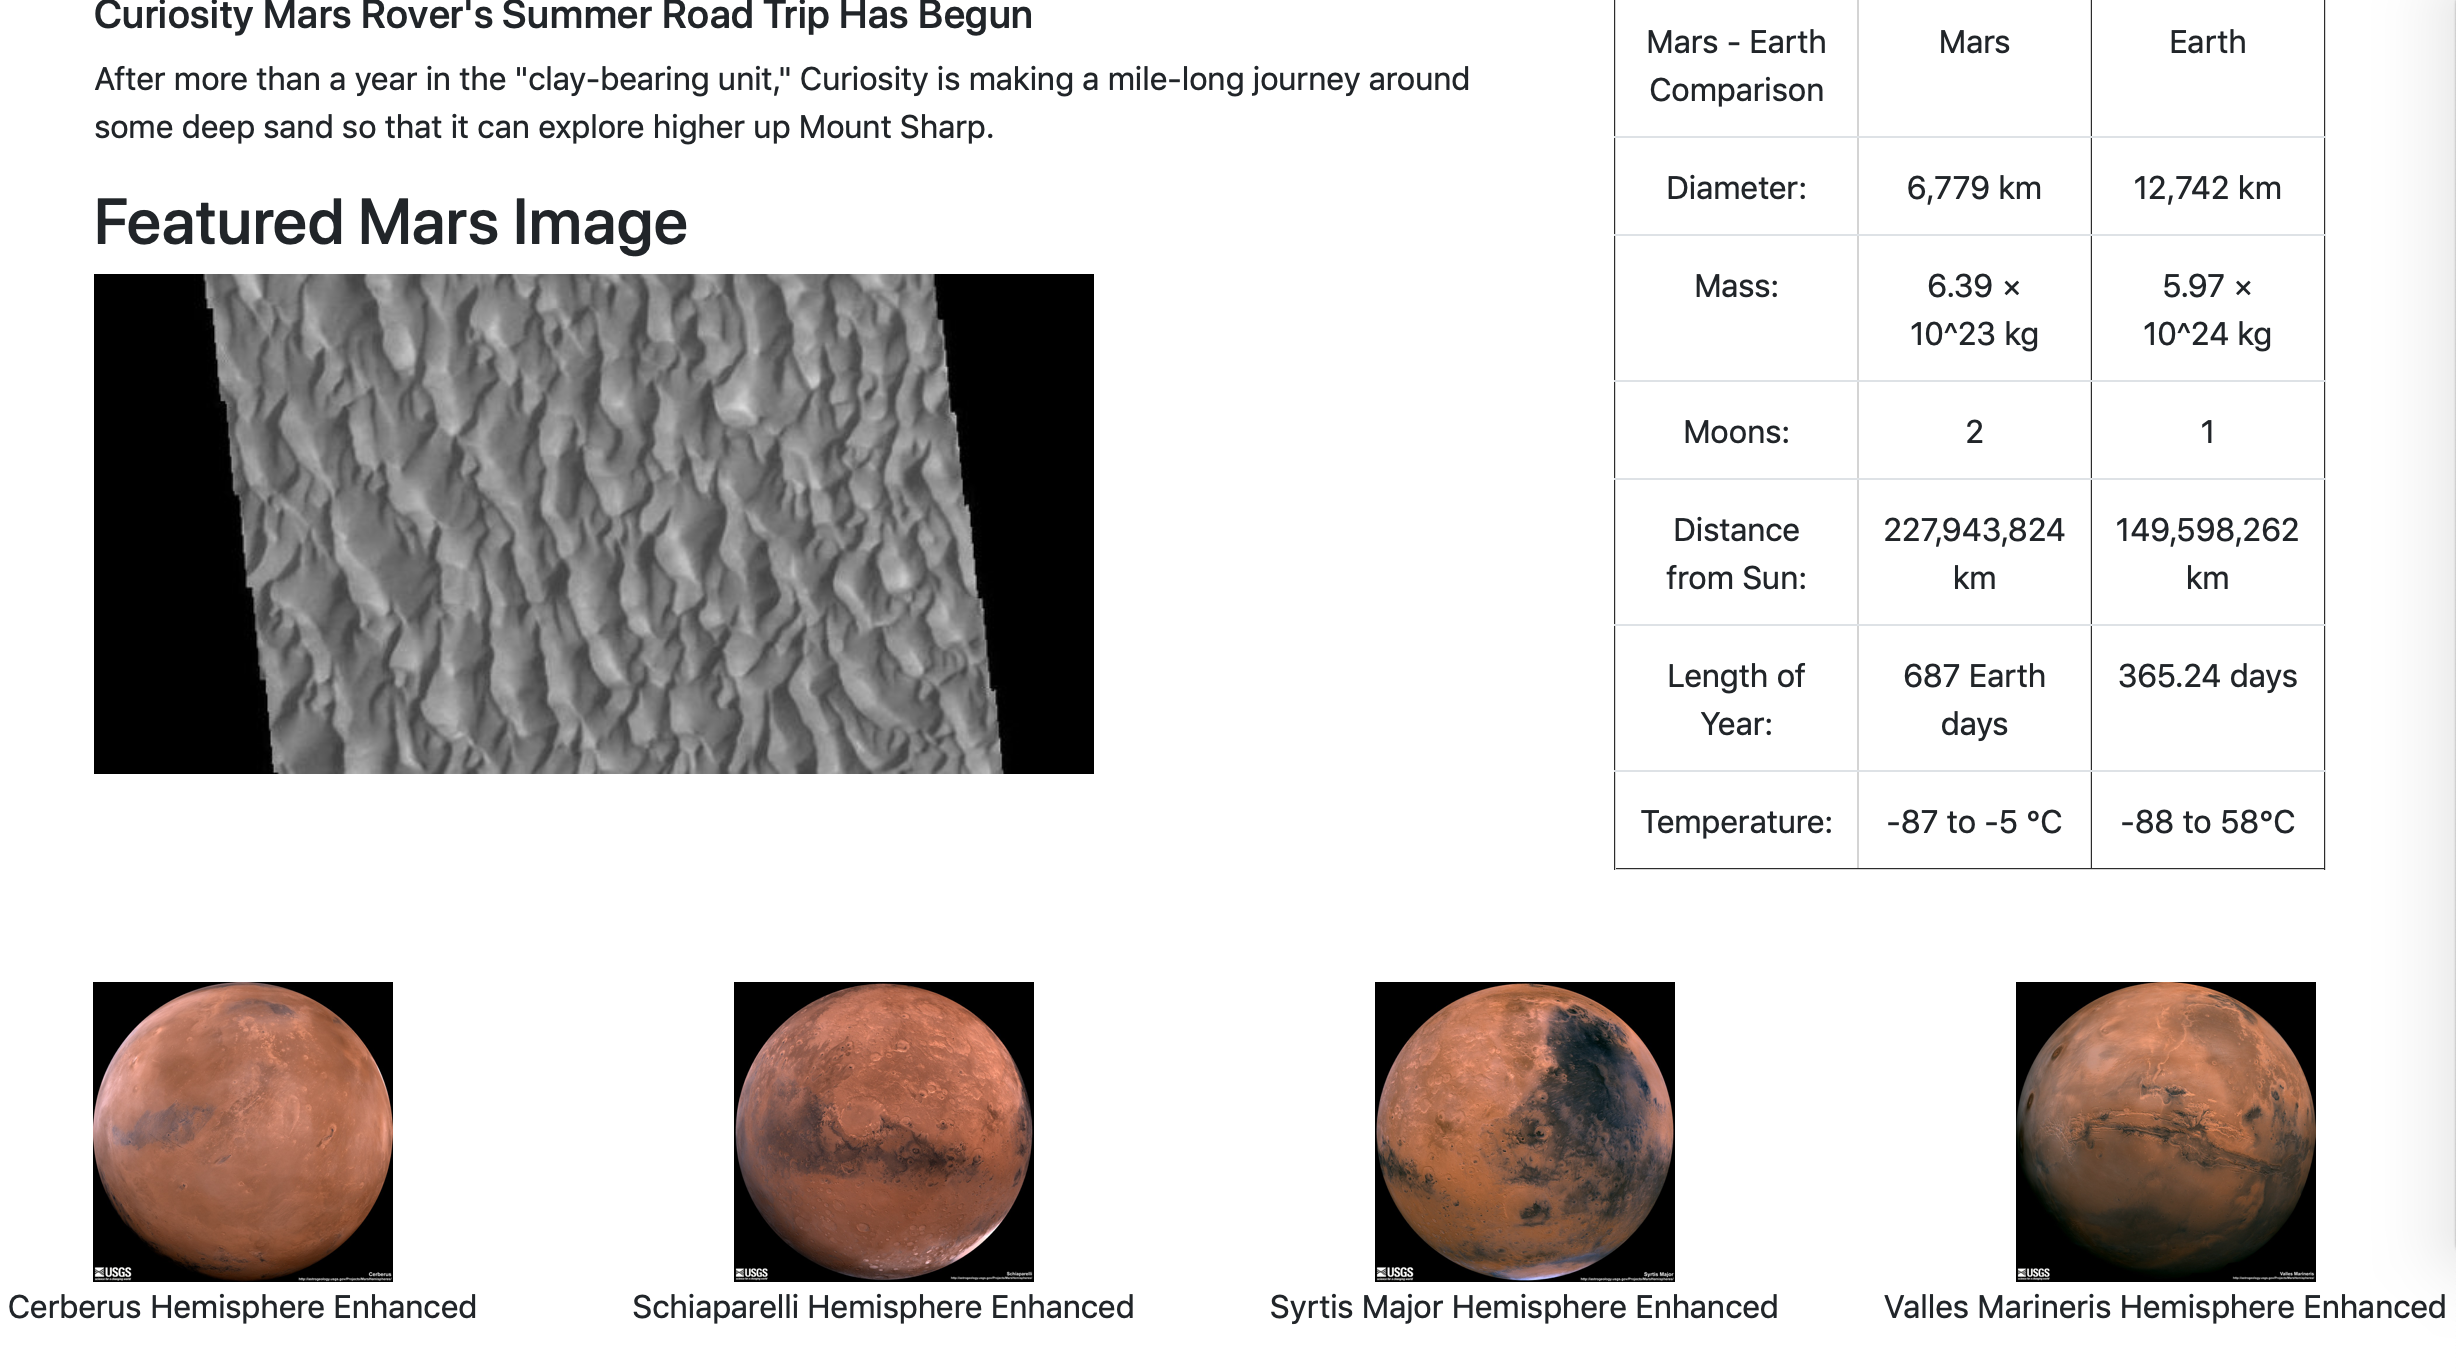 Curiosity Mars Rover's Summer Road Trip Has Begun
After more than a year in the "clay-bearing unit," Curiosity is making a mile-long journey around
some deep sand so that it can explore higher up Mount Sharp.
Featured Mars Image
Mars - Earth
Comparison
Mars
Earth
Diameter:
6,779 km
12,742 km
Mass:
6.39 ×
10^23 kg
5.97 ×
10^24 kg
Moons:
2
1
Distance
from Sun:
227,943,824
km
149,598,262
km
Length of
Year:
687 Earth
days
365.24 days
Temperature:
-87 to -5 °C
-88 to 58°C
USGS
Cerberus
USGS
Schiaparelli
USGS
Syrtis Major
USGS
Valles Marineris
Cerberus Hemisphere Enhanced
Schiaparelli Hemisphere Enhanced
Syrtis Major Hemisphere Enhanced
Valles Marineris Hemisphere Enhanced